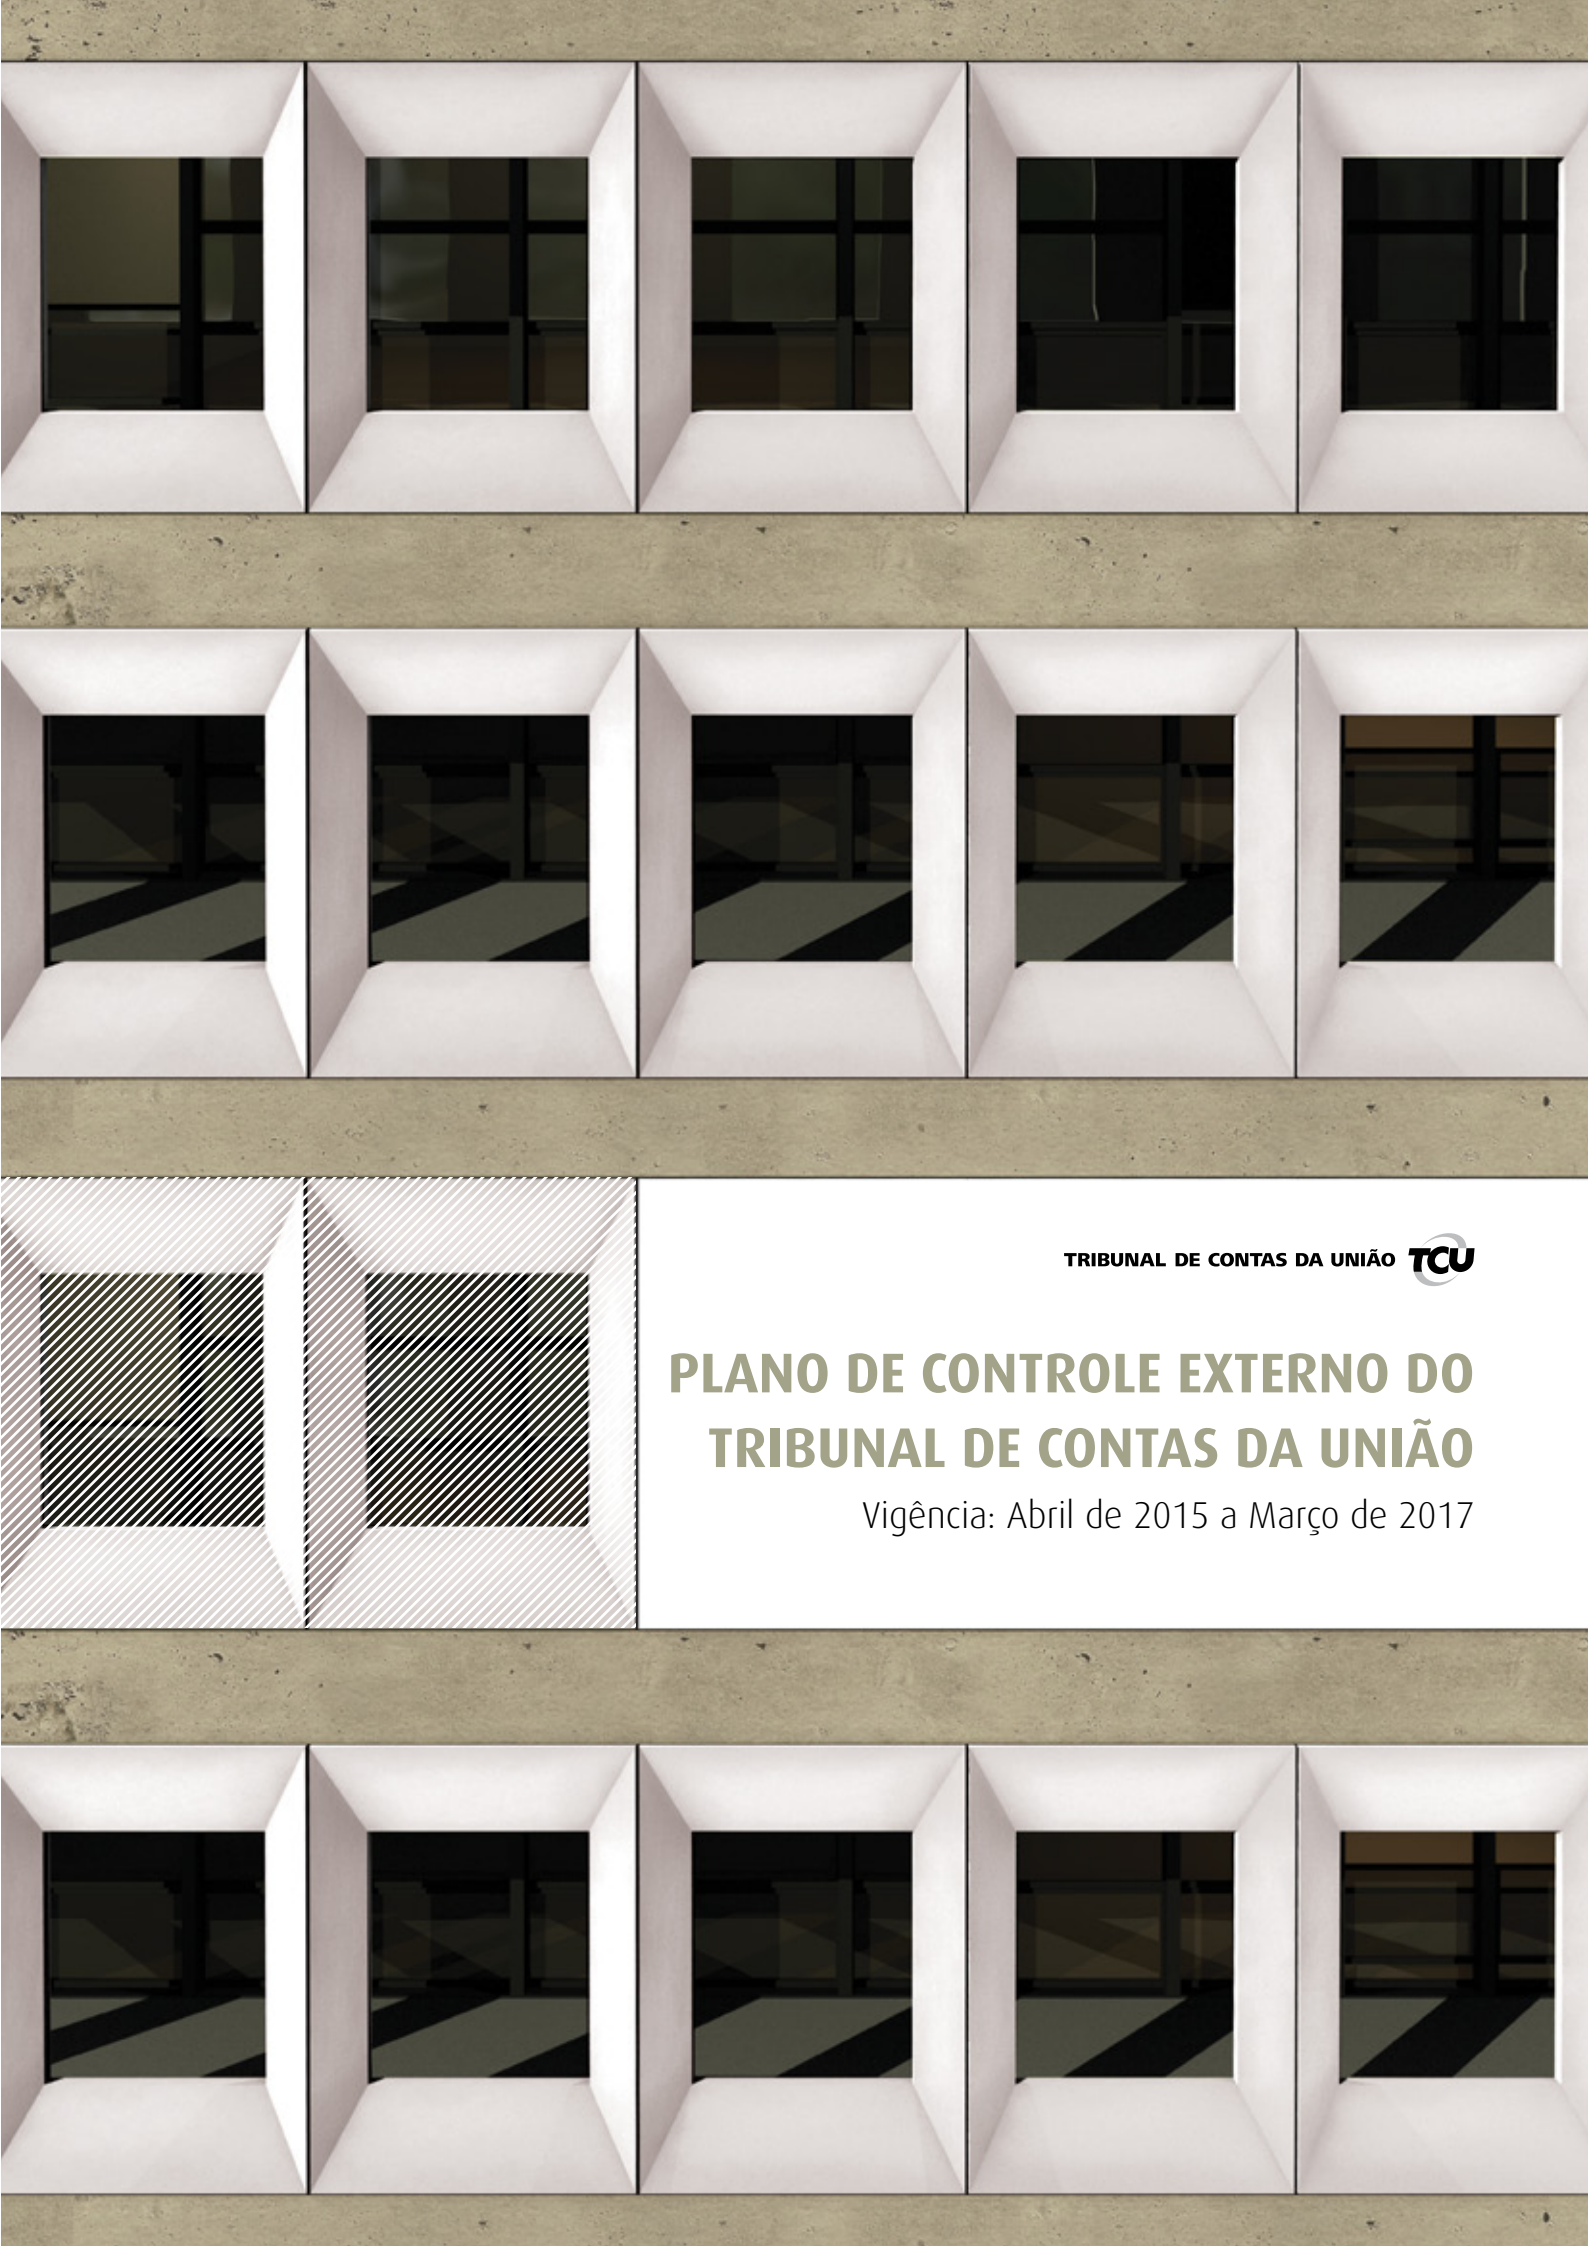 TRIBUNAL DE CONTAS DA UNIÃO TCU
PLANO DE CONTROLE EXTERNO DO
TRIBUNAL DE CONTAS DA UNIÃO
Vigência: Abril de 2015 a Março de 2017